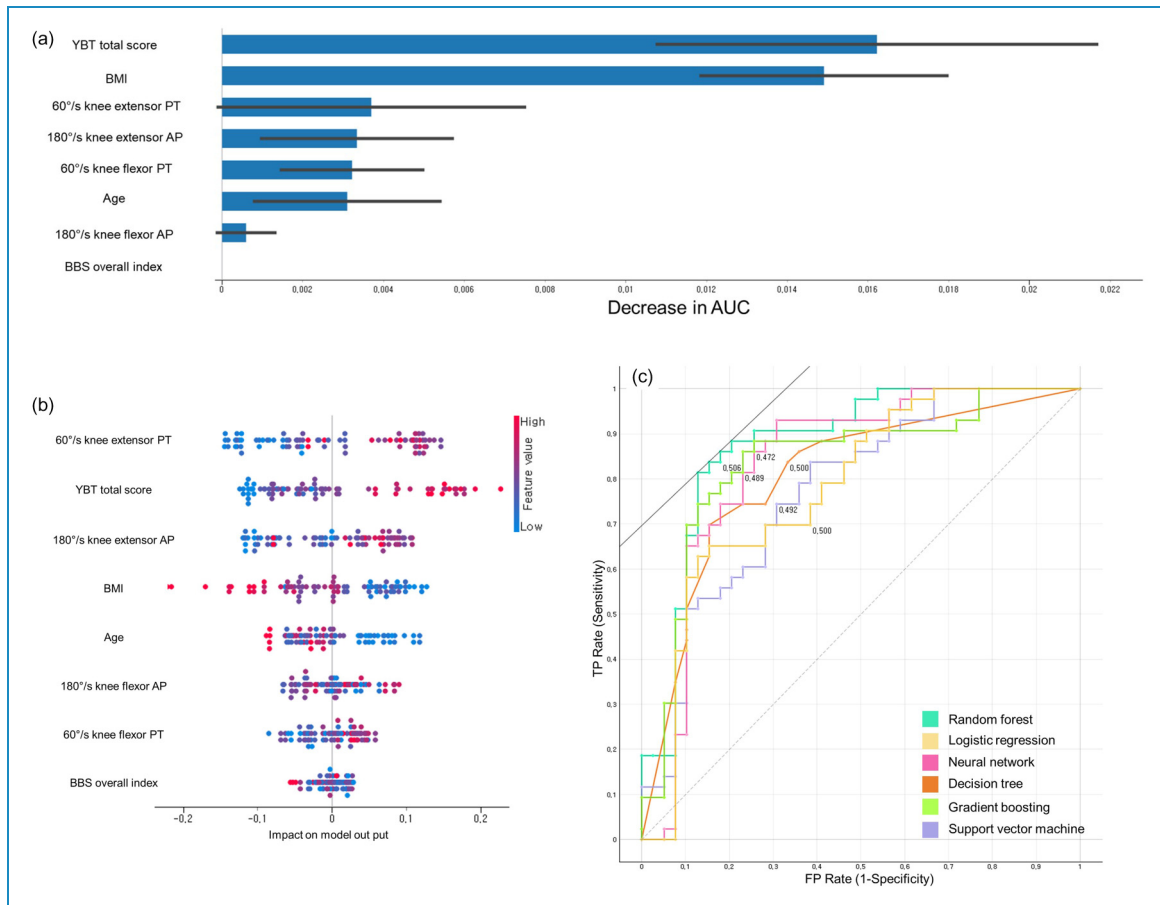 (a)
YBT total score
BMI
60°/s knee extensor PT
180°/s knee extensor AP
60°/s knee flexor PT
Age
180°/s knee flexor AP
BBS overall index
0 0,002 0,004 0,006 0,008 0,01 0,012 0,014 0,016 0,018 0,02 0,022
Decrease in AUC
(b)
High
Feature value
Low
60°/s knee extensor PT
YBT total score
180°/s knee extensor AP
BMI
Age
180°/s knee flexor AP
60°/s knee flexor PT
BBS overall index
-0,2 -0,1 0 0,1 0,2
Impact on model out put
(c)
TP Rate (Sensitivity)
1
0,9
0,8
0,7
0,6
0,5
0,4
0,3
0,2
0,1
0
0,472
0,506
0,489
0,500
0,492
0,500
Random forest
Logistic regression
Neural network
Decision tree
Gradient boosting
Support vector machine
0 0,1 0,2 0,3 0,4 0,5 0,6 0,7 0,8 0,9 1
FP Rate (1-Specificity)